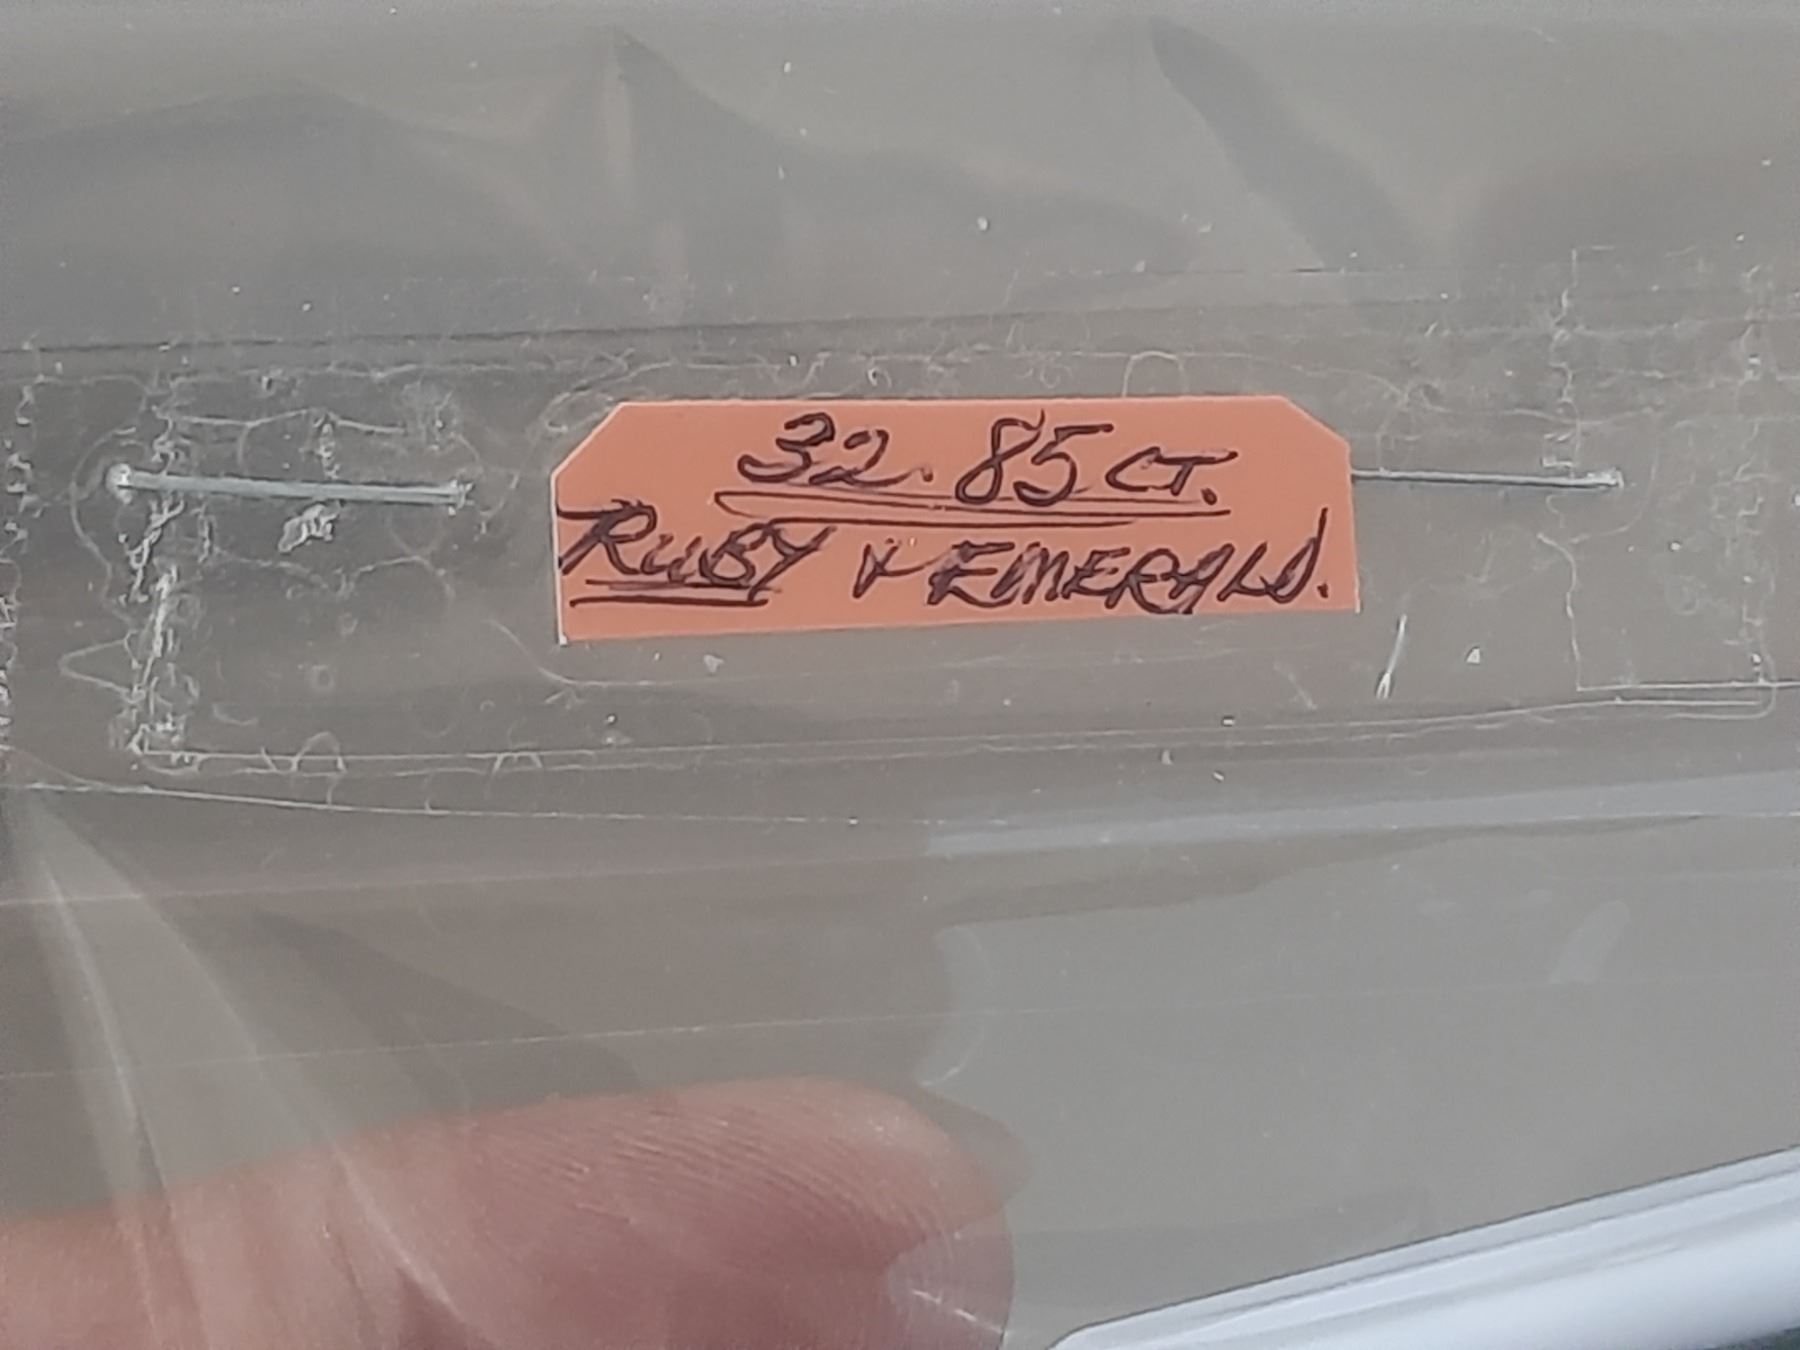 32.85 CT.
RUBY & EMERALD.